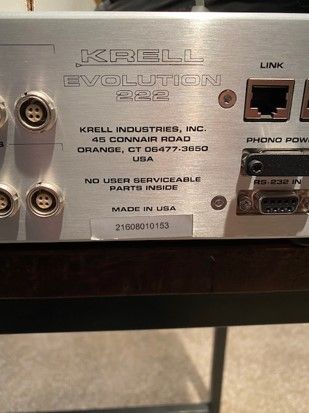 KRELL
EVOLUTION
222
LINK
KRELL INDUSTRIES, INC.
45 CONNAIR ROAD
ORANGE, CT 06477-3650
USA
PHONO POW
NO USER SERVICEABLE
PARTS INSIDE
RS-232 IN
MADE IN USA
21608010153